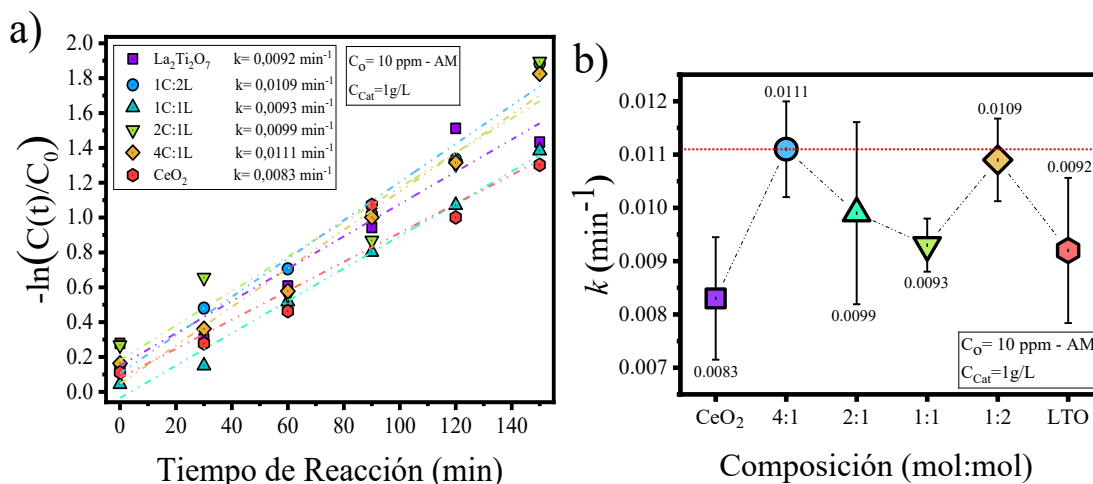 a)
-ln(C(t)/C₀)
2.0
1.8
1.6
1.4
1.2
1.0
0.8
0.6
0.4
0.2
0.0
La₂Ti₂O₇ k= 0,0092 min⁻¹
1C:2L k= 0,0109 min⁻¹
1C:1L k= 0,0093 min⁻¹
2C:1L k= 0,0099 min⁻¹
4C:1L k= 0,0111 min⁻¹
CeO₂ k= 0,0083 min⁻¹
C₀= 10 ppm - AM
C_Cat=1g/L
0 20 40 60 80 100 120 140
Tiempo de Reacción (min)
b)
k (min⁻¹)
0.012
0.011
0.010
0.009
0.008
0.007
0.0083
0.0111
0.0099
0.0093
0.0109
0.0092
C₀= 10 ppm - AM
C_Cat=1g/L
CeO₂ 4:1 2:1 1:1 1:2 LTO
Composición (mol:mol)